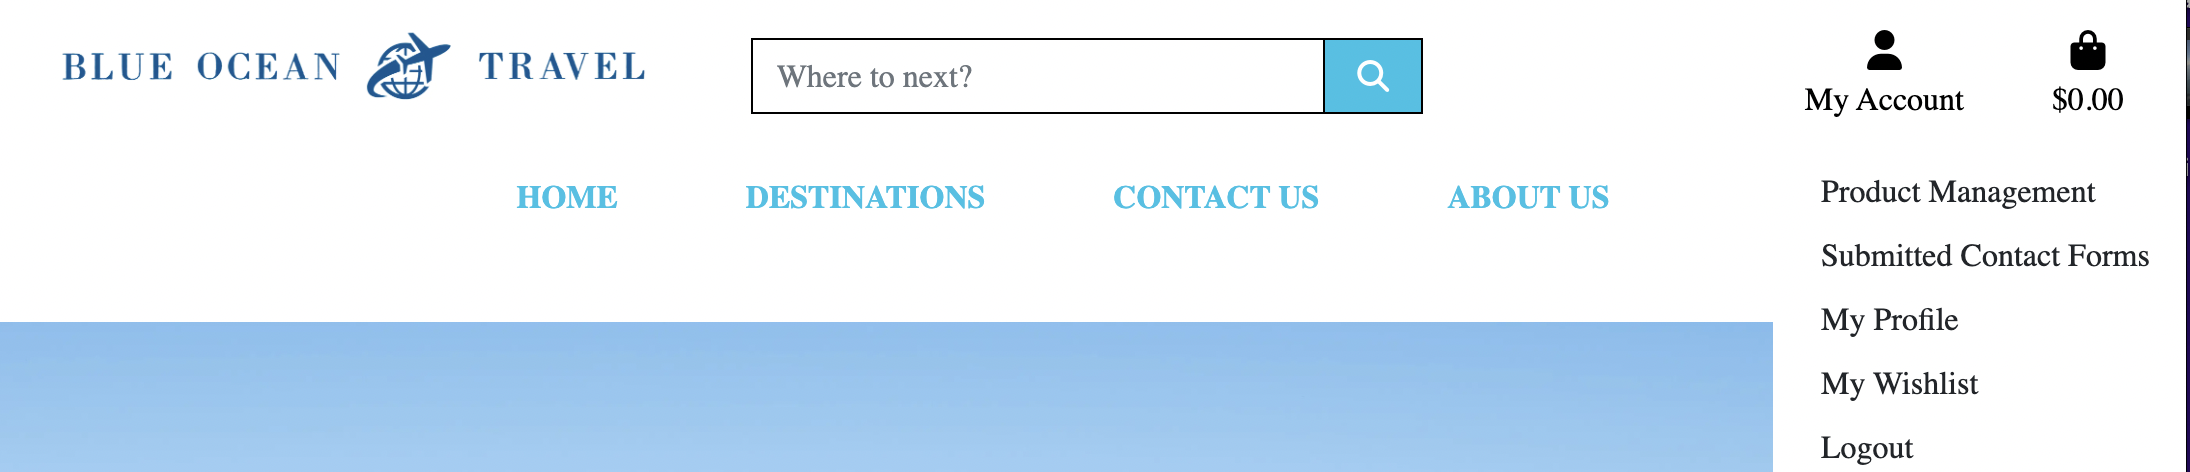 BLUE OCEAN TRAVEL
Where to next?
My Account
$0.00
HOME DESTINATIONS CONTACT US ABOUT US
Product Management
Submitted Contact Forms
My Profile
My Wishlist
Logout